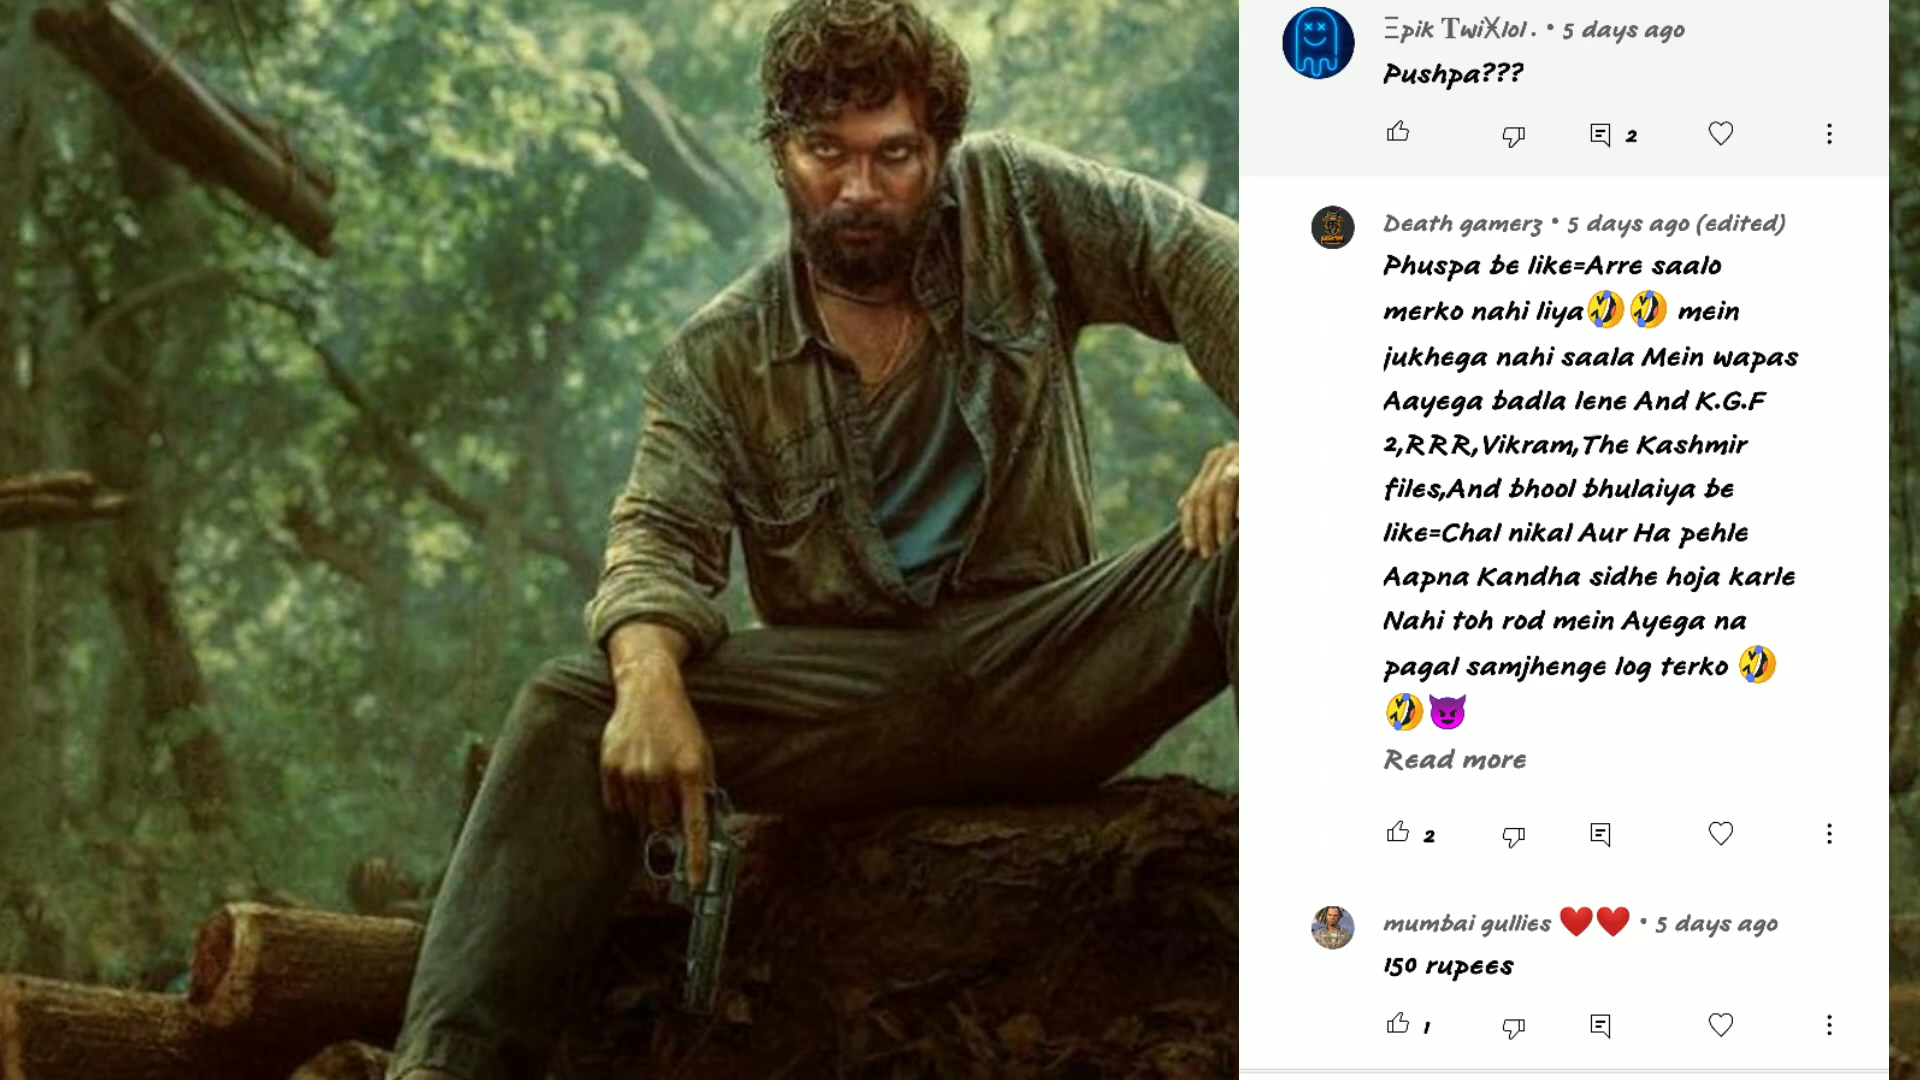 Ξpik TwiXlol . • 5 days ago
Pushpa???
2
Death gamerz • 5 days ago (edited)
Phuspa be like=Arre saalo
merko nahi liya🤣🤣 mein
jukhega nahi saala Mein wapas
Aayega badla lene And K.G.F
2,RRR,Vikram,The Kashmir
files,And bhool bhulaiya be
like=Chal nikal Aur Ha pehle
Aapna Kandha sidhe hoja karle
Nahi toh rod mein Ayega na
pagal samjhenge log terko 🤣
🤣😈
Read more
2
mumbai gullies ❤️❤️ • 5 days ago
150 rupees
1